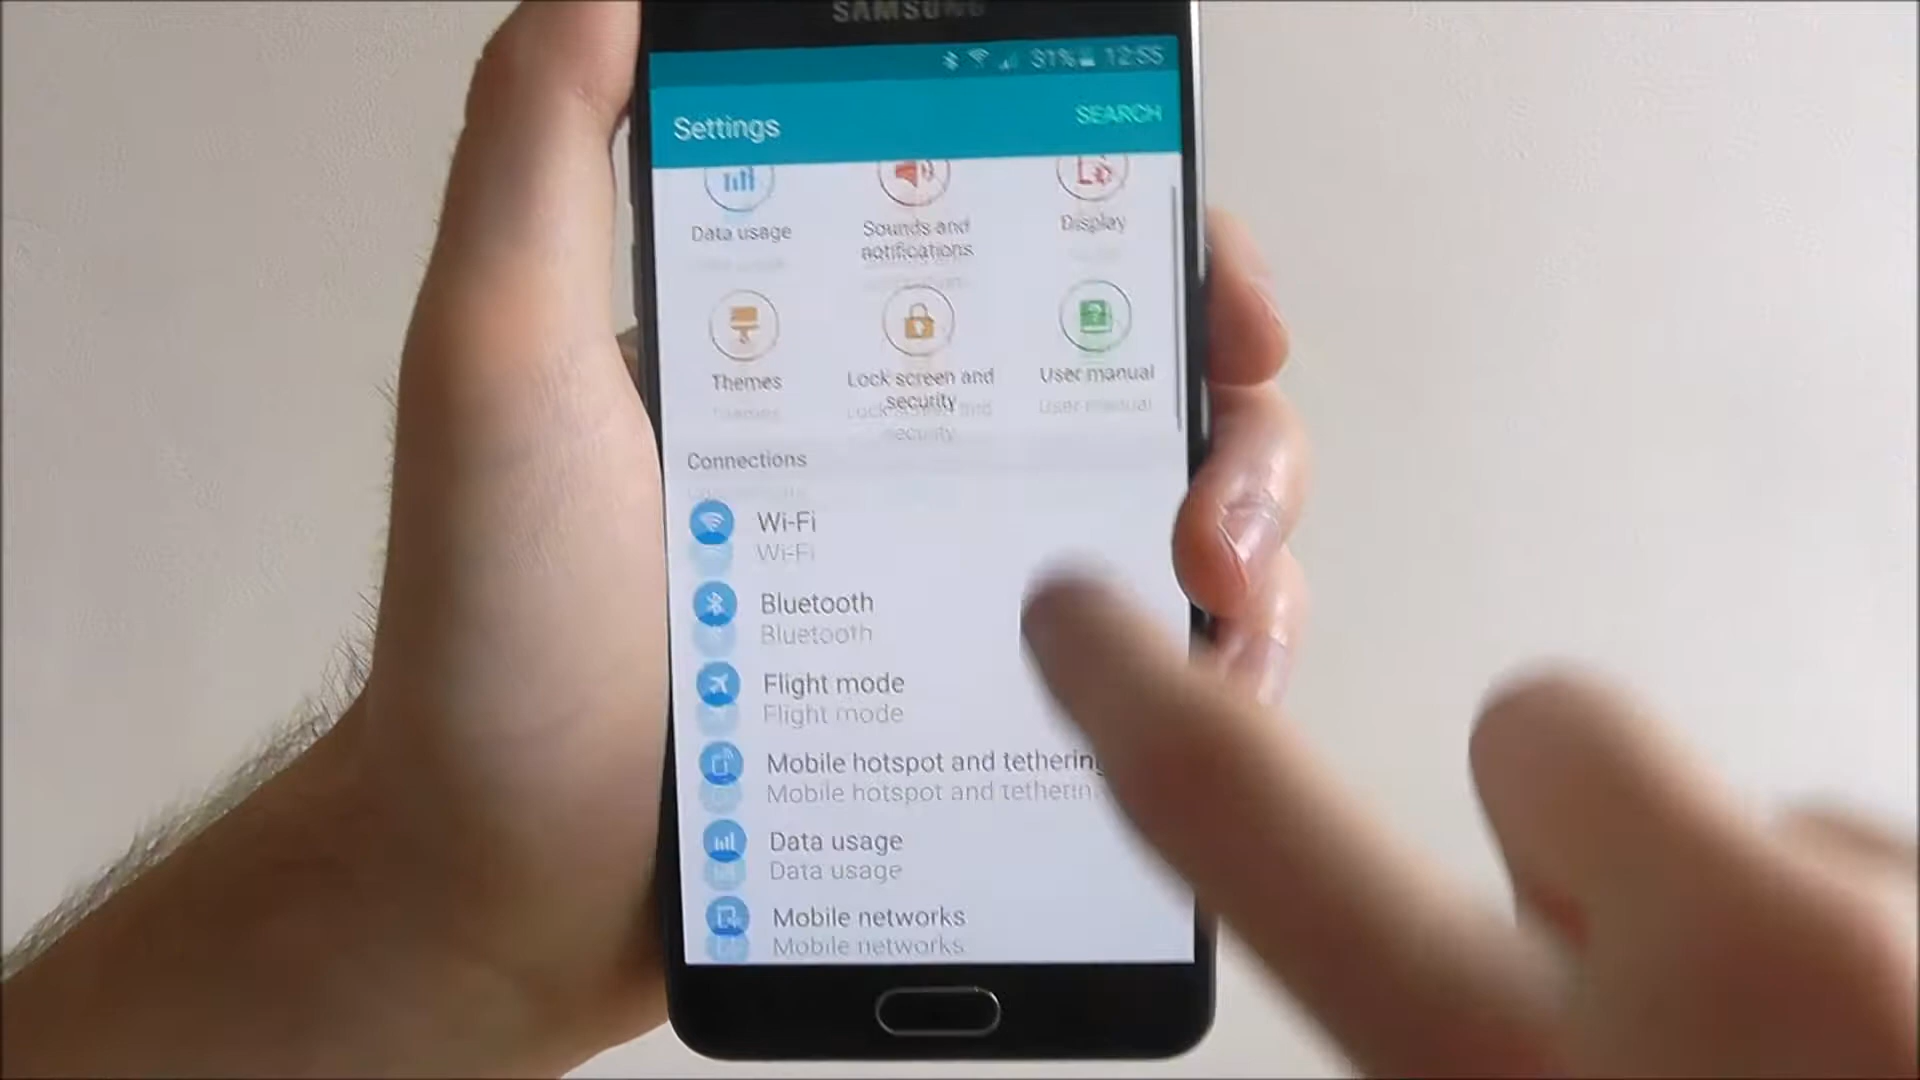 SAMSUNG
31% 12:55
Settings
SEARCH
Data usage
Sounds and
notifications
Display
Themes
Lock screen and
security
User manual
Connections
Wi-Fi
Bluetooth
Flight mode
Mobile hotspot and tethering
Data usage
Mobile networks